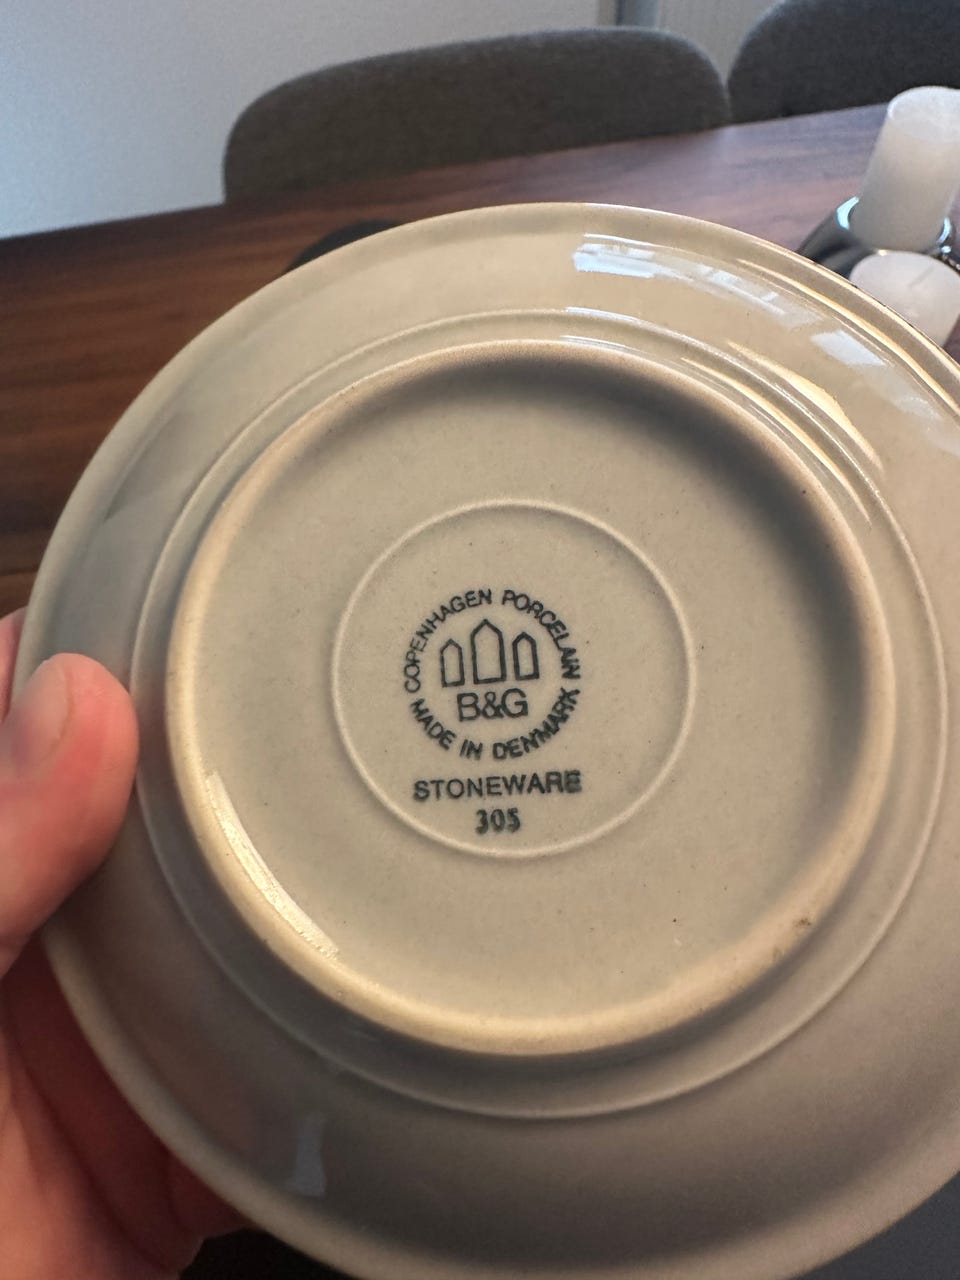 COPENHAGEN PORCELAIN
B&G
MADE IN DENMARK
STONEWARE
305